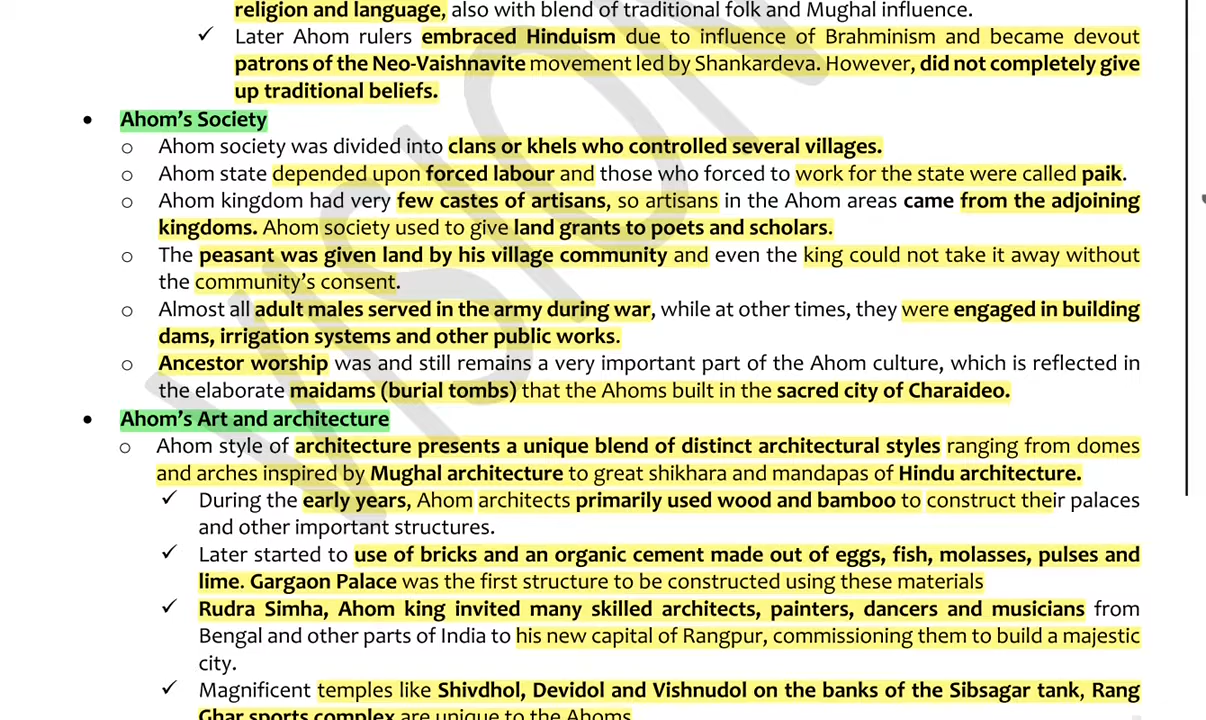 religion and language, also with blend of traditional folk and Mughal influence.
✓ Later Ahom rulers embraced Hinduism due to influence of Brahminism and became devout
patrons of the Neo-Vaishnavite movement led by Shankardeva. However, did not completely give
up traditional beliefs.
• Ahom's Society
o Ahom society was divided into clans or khels who controlled several villages.
o Ahom state depended upon forced labour and those who forced to work for the state were called paik.
o Ahom kingdom had very few castes of artisans, so artisans in the Ahom areas came from the adjoining
kingdoms. Ahom society used to give land grants to poets and scholars.
o The peasant was given land by his village community and even the king could not take it away without
the community's consent.
o Almost all adult males served in the army during war, while at other times, they were engaged in building
dams, irrigation systems and other public works.
o Ancestor worship was and still remains a very important part of the Ahom culture, which is reflected in
the elaborate maidams (burial tombs) that the Ahoms built in the sacred city of Charaideo.
• Ahom's Art and architecture
o Ahom style of architecture presents a unique blend of distinct architectural styles ranging from domes
and arches inspired by Mughal architecture to great shikhara and mandapas of Hindu architecture.
✓ During the early years, Ahom architects primarily used wood and bamboo to construct their palaces
and other important structures.
✓ Later started to use of bricks and an organic cement made out of eggs, fish, molasses, pulses and
lime. Gargaon Palace was the first structure to be constructed using these materials
✓ Rudra Simha, Ahom king invited many skilled architects, painters, dancers and musicians from
Bengal and other parts of India to his new capital of Rangpur, commissioning them to build a majestic
city.
✓ Magnificent temples like Shivdhol, Devidol and Vishnudol on the banks of the Sibsagar tank, Rang
Ghar sports complex are unique to the Ahoms.
VISION